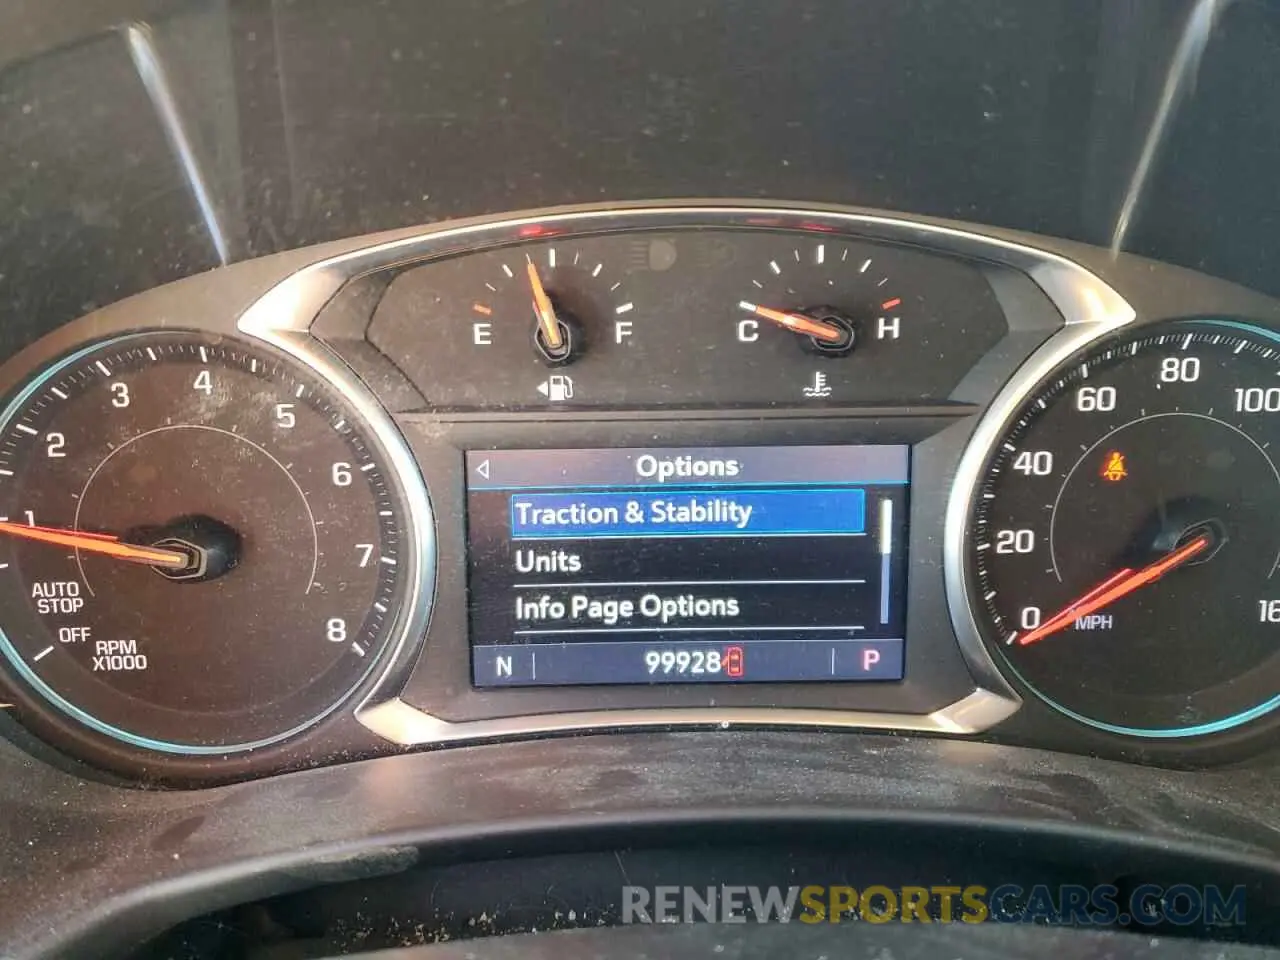 E F
C H
1 2 3 4 5 6 7 8
AUTO
STOP
OFF
RPM
X1000
Options
Traction & Stability
Units
Info Page Options
N 99928 P
0 20 40 60 80 100
MPH
RENEWSPORTSCARS.COM